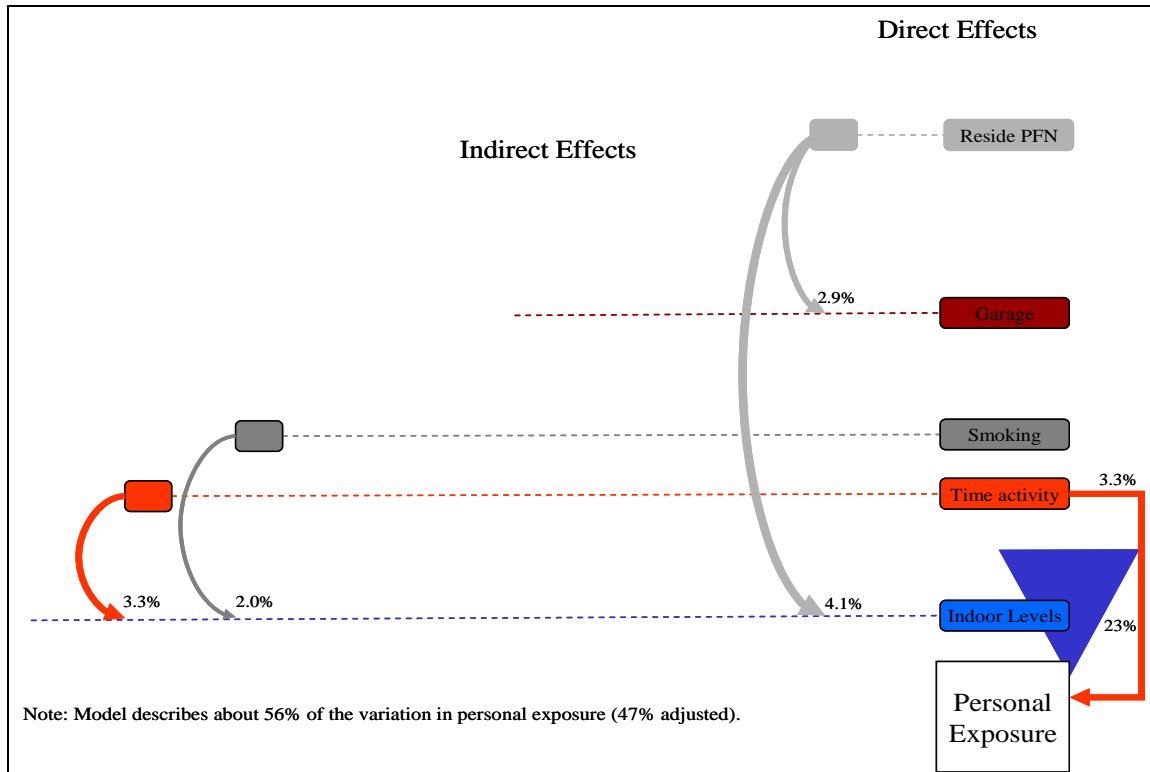 Direct Effects
Reside PFN
Indirect Effects
2.9%
Garage
Smoking
Time activity
3.3%
3.3%
2.0%
4.1%
Indoor Levels
23%
Personal
Exposure
Note: Model describes about 56% of the variation in personal exposure (47% adjusted).